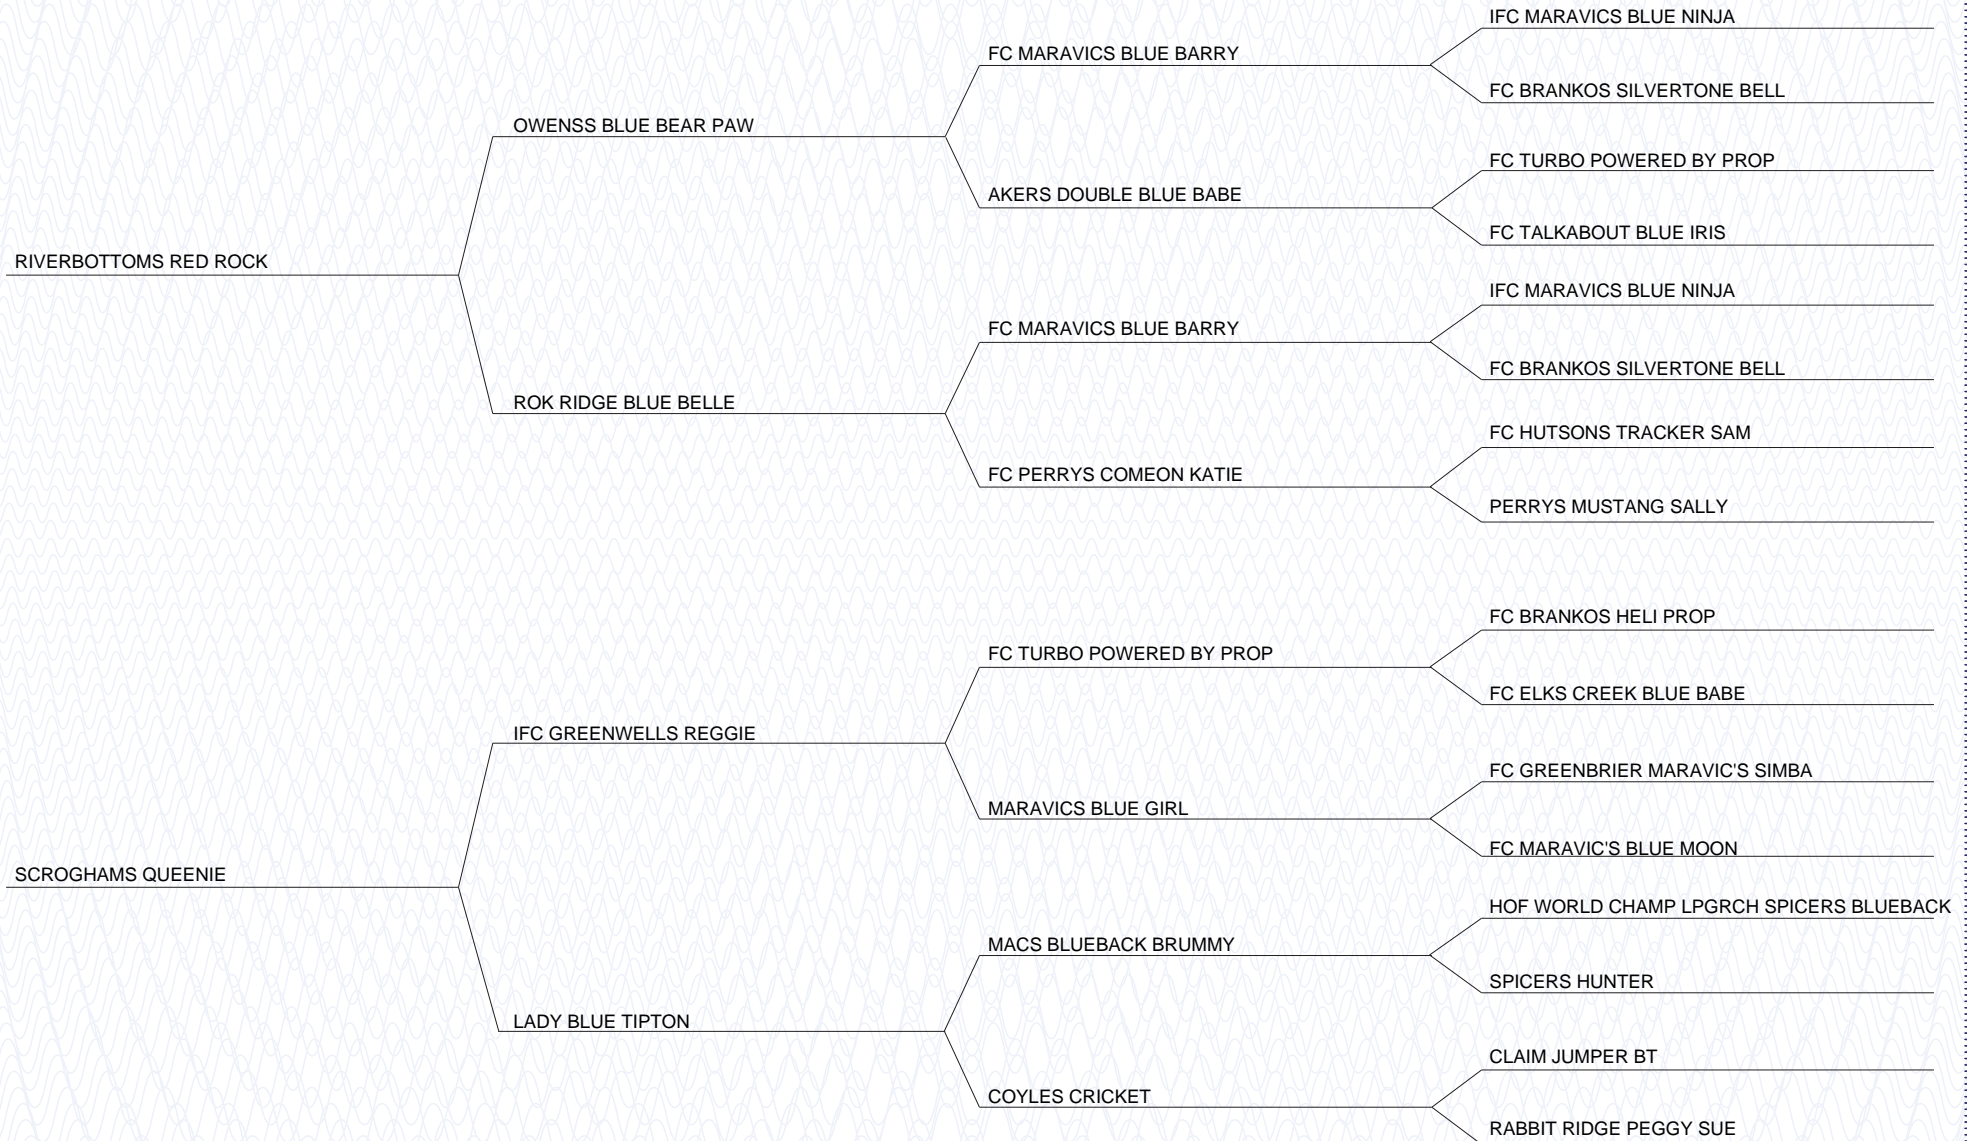 IFC MARAVICS BLUE NINJA
FC MARAVICS BLUE BARRY
FC BRANKOS SILVERTONE BELL
OWENSS BLUE BEAR PAW
FC TURBO POWERED BY PROP
AKERS DOUBLE BLUE BABE
FC TALKABOUT BLUE IRIS
RIVERBOTTOMS RED ROCK
IFC MARAVICS BLUE NINJA
FC MARAVICS BLUE BARRY
FC BRANKOS SILVERTONE BELL
ROK RIDGE BLUE BELLE
FC HUTSONS TRACKER SAM
FC PERRYS COMEON KATIE
PERRYS MUSTANG SALLY
FC BRANKOS HELI PROP
FC TURBO POWERED BY PROP
FC ELKS CREEK BLUE BABE
IFC GREENWELLS REGGIE
FC GREENBRIER MARAVIC'S SIMBA
MARAVICS BLUE GIRL
FC MARAVIC'S BLUE MOON
SCROGHAMS QUEENIE
HOF WORLD CHAMP LPGRCH SPICERS BLUEBACK
MACS BLUEBACK BRUMMY
SPICERS HUNTER
LADY BLUE TIPTON
CLAIM JUMPER BT
COYLES CRICKET
RABBIT RIDGE PEGGY SUE